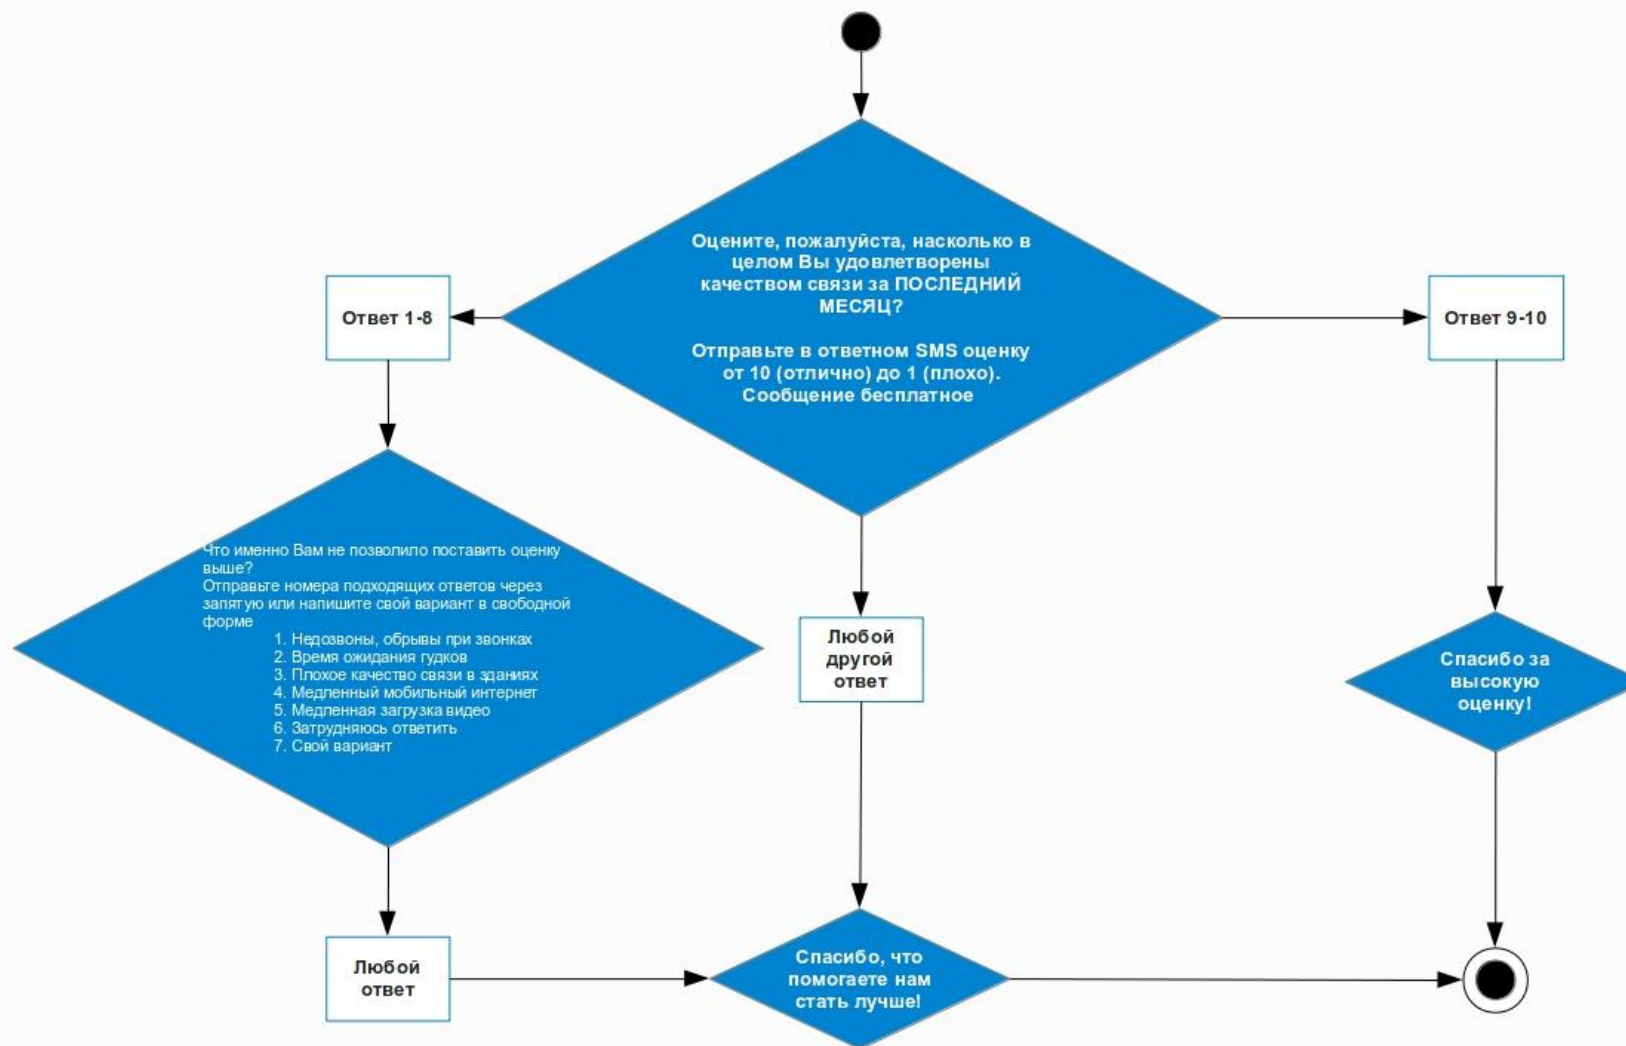 Оцените, пожалуйста, насколько в
целом Вы удовлетворены
качеством связи за ПОСЛЕДНИЙ
МЕСЯЦ?
Отправьте в ответном SMS оценку
от 10 (отлично) до 1 (плохо).
Сообщение бесплатное
Ответ 1-8
Ответ 9-10
Что именно Вам не позволило поставить оценку
выше?
Отправьте номера подходящих ответов через
запятую или напишите свой вариант в свободной
форме
1. Недозвоны, обрывы при звонках
2. Время ожидания гудков
3. Плохое качество связи в зданиях
4. Медленный мобильный интернет
5. Медленная загрузка видео
6. Затрудняюсь ответить
7. Свой вариант
Любой
другой
ответ
Спасибо за
высокую
оценку!
Любой
ответ
Спасибо, что
помогаете нам
стать лучше!